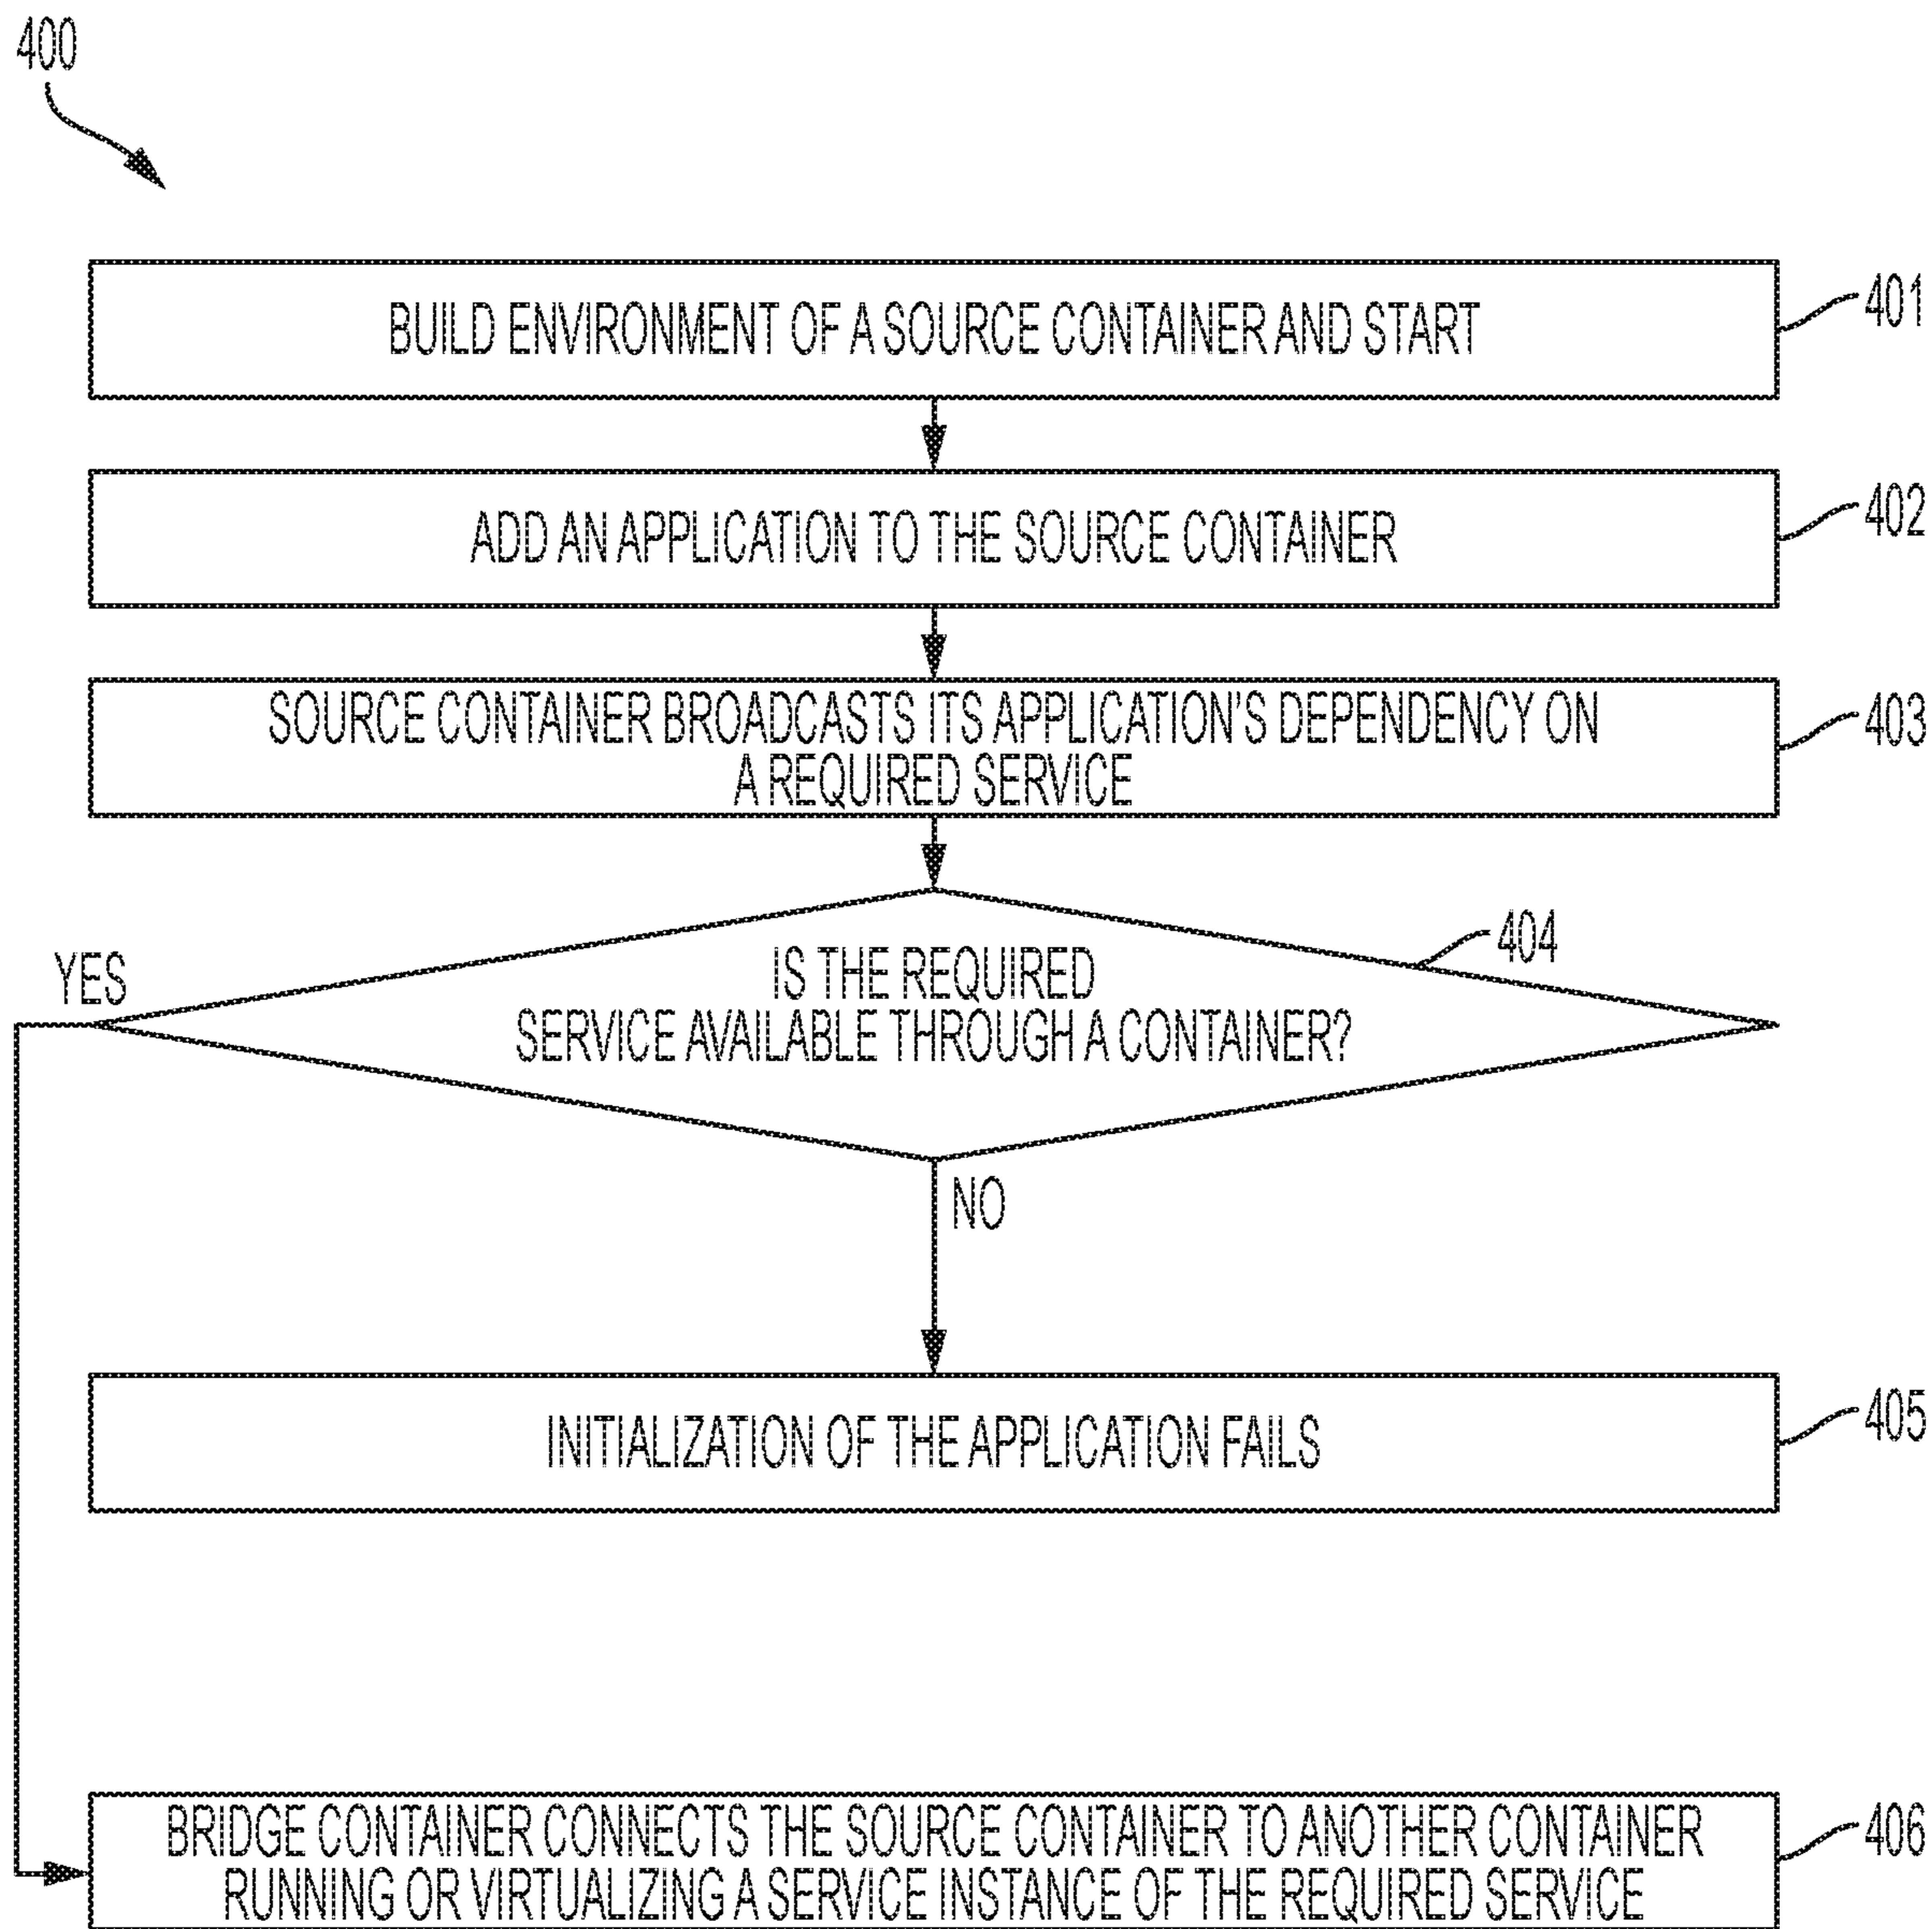 400
BUILD ENVIRONMENT OF A SOURCE CONTAINER AND START
401
ADD AN APPLICATION TO THE SOURCE CONTAINER
402
SOURCE CONTAINER BROADCASTS ITS APPLICATION'S DEPENDENCY ON
A REQUIRED SERVICE
403
404
YES
IS THE REQUIRED
SERVICE AVAILABLE THROUGH A CONTAINER?
NO
INITIALIZATION OF THE APPLICATION FAILS
405
BRIDGE CONTAINER CONNECTS THE SOURCE CONTAINER TO ANOTHER CONTAINER
RUNNING OR VIRTUALIZING A SERVICE INSTANCE OF THE REQUIRED SERVICE
406